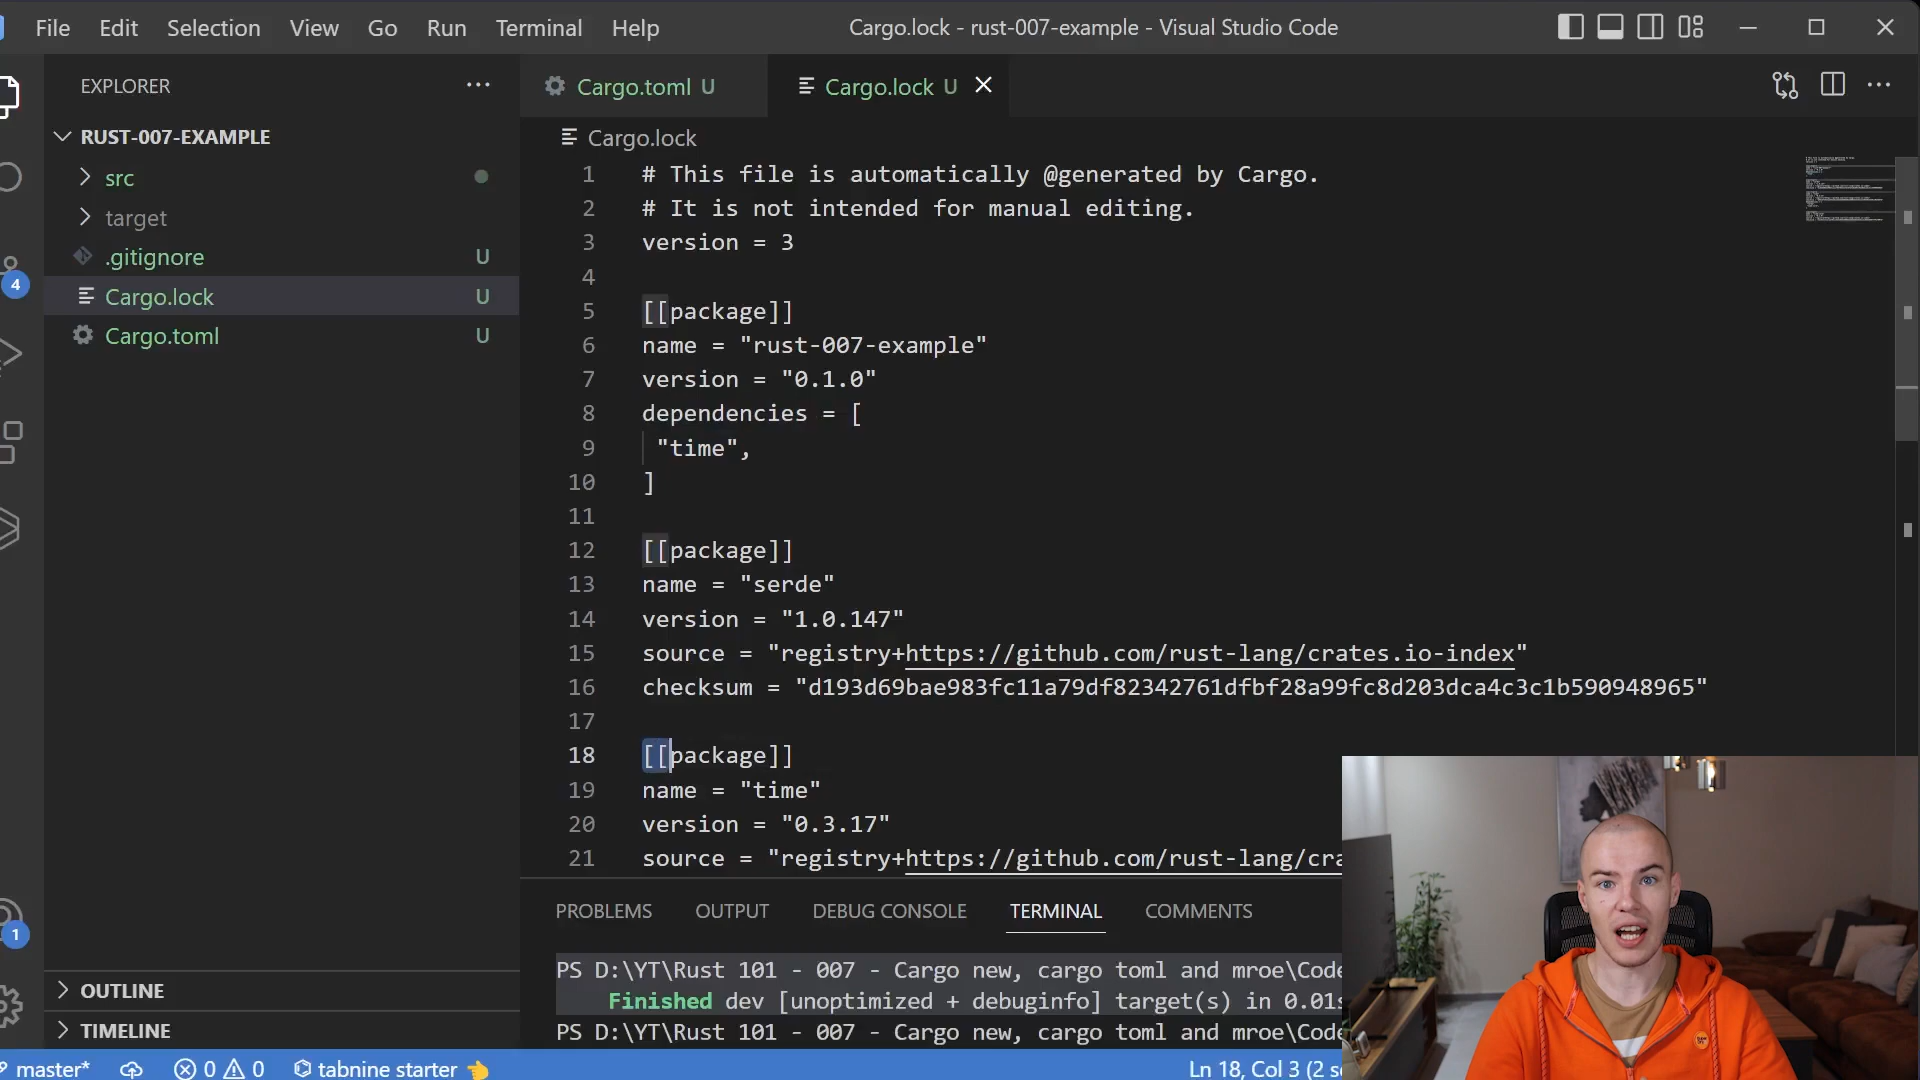 File Edit Selection View Go Run Terminal Help
Cargo.lock - rust-007-example - Visual Studio Code
EXPLORER
RUST-007-EXAMPLE
src
target
.gitignore U
Cargo.lock U
Cargo.toml U
4
1
OUTLINE
TIMELINE
Cargo.toml U
Cargo.lock U
Cargo.lock
1 # This file is automatically @generated by Cargo.
2 # It is not intended for manual editing.
3 version = 3
4
5 [[package]]
6 name = "rust-007-example"
7 version = "0.1.0"
8 dependencies = [
9 "time",
10 ]
11
12 [[package]]
13 name = "serde"
14 version = "1.0.147"
15 source = "registry+https://github.com/rust-lang/crates.io-index"
16 checksum = "d193d69bae983fc11a79df82342761dfbf28a99fc8d203dca4c3c1b590948965"
17
18 [[package]]
19 name = "time"
20 version = "0.3.17"
21 source = "registry+https://github.com/rust-lang/cra
PROBLEMS OUTPUT DEBUG CONSOLE TERMINAL COMMENTS
PS D:\YT\Rust 101 - 007 - Cargo new, cargo toml and mroe\Code
Finished dev [unoptimized + debuginfo] target(s) in 0.01s
PS D:\YT\Rust 101 - 007 - Cargo new, cargo toml and mroe\Code
master* 0 0 tabnine starter
Ln 18, Col 3 (2 se